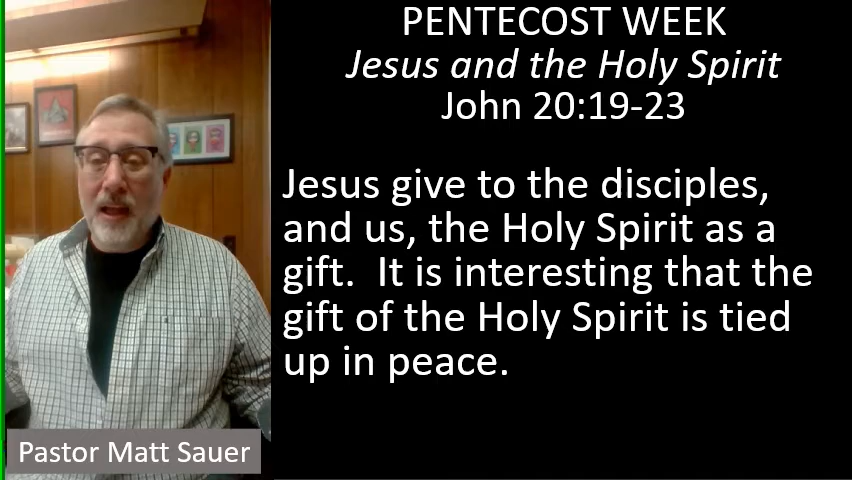 PENTECOST WEEK
Jesus and the Holy Spirit
John 20:19-23
Jesus give to the disciples,
and us, the Holy Spirit as a
gift.  It is interesting that the
gift of the Holy Spirit is tied
up in peace.
Pastor Matt Sauer